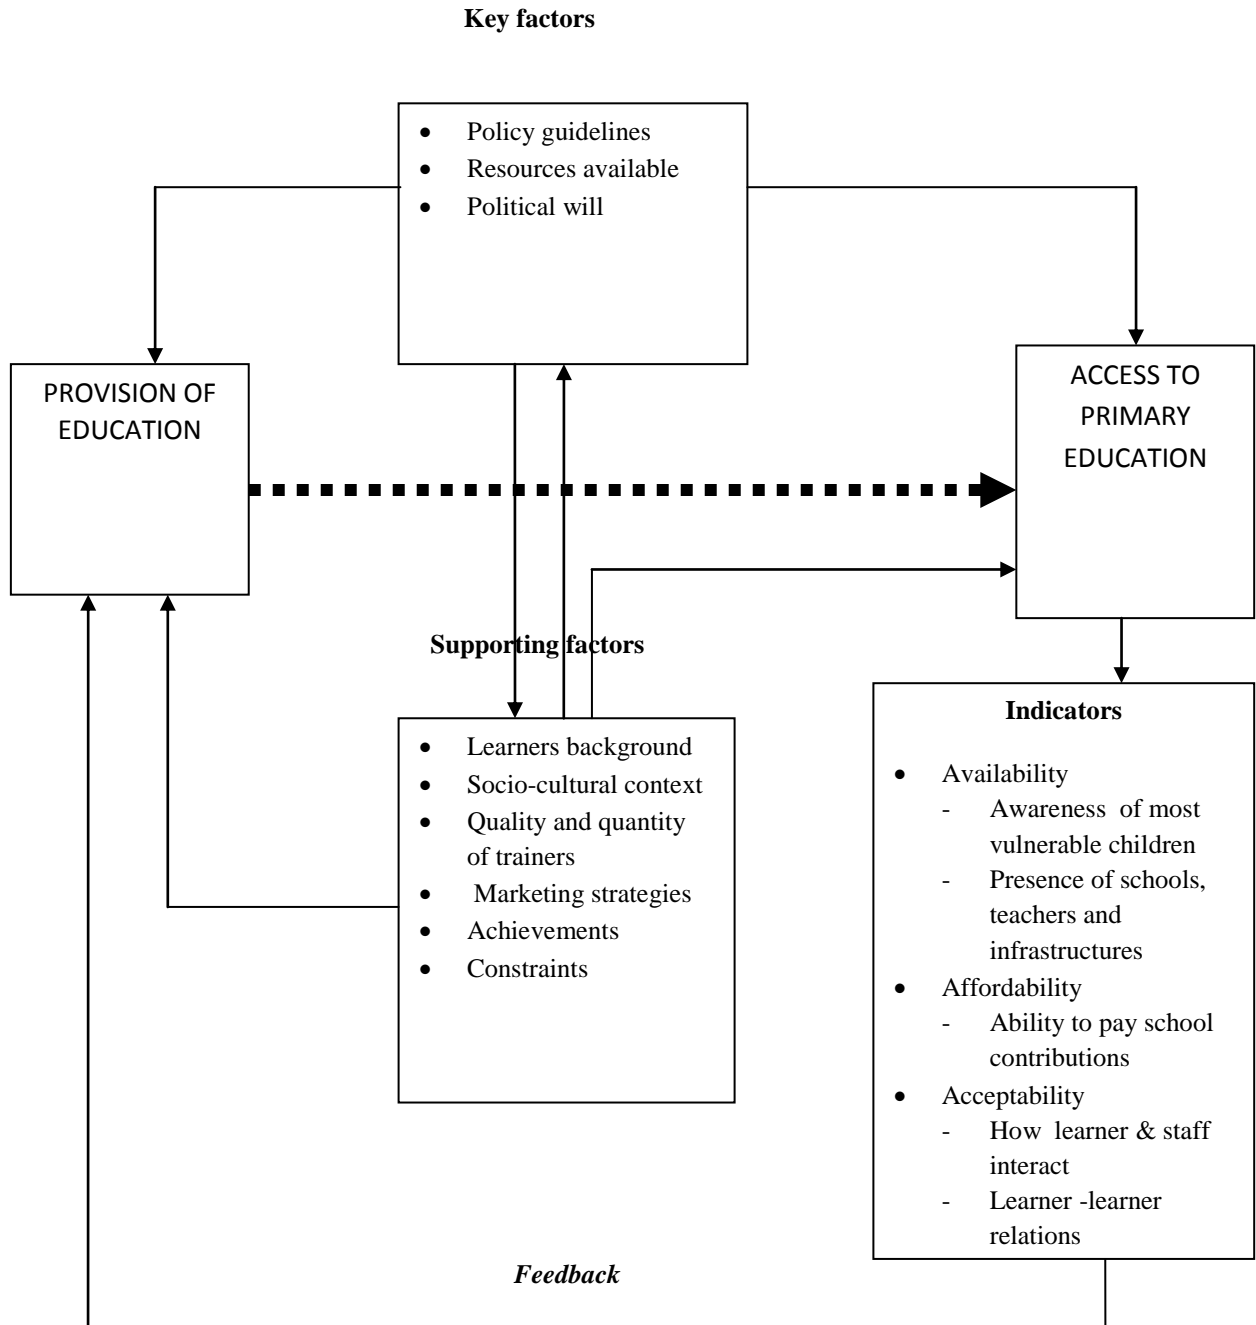 Key factors
• Policy guidelines
• Resources available
• Political will
PROVISION OF
EDUCATION
ACCESS TO
PRIMARY
EDUCATION
Supporting factors
• Learners background
• Socio-cultural context
• Quality and quantity
of trainers
• Marketing strategies
• Achievements
• Constraints
Indicators
• Availability
- Awareness of most
vulnerable children
- Presence of schools,
teachers and
infrastructures
• Affordability
- Ability to pay school
contributions
• Acceptability
- How learner & staff
interact
- Learner -learner
relations
Feedback